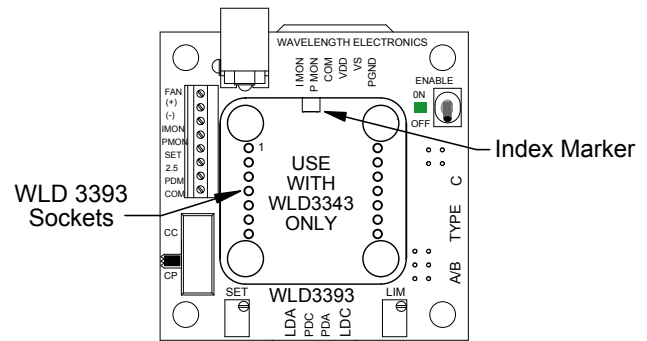 WAVELENGTH ELECTRONICS
I MON
P MON
COM
VDD
VS
PGND
ENABLE
ON
OFF
FAN
(+)
(-)
IMON
PMON
SET
2.5
PDM
COM
1
USE
WITH
WLD3343
ONLY
Index Marker
WLD 3393
Sockets
C
TYPE
A/B
CC
CP
SET
WLD3393
LIM
LDA
PDC
PDA
LDC